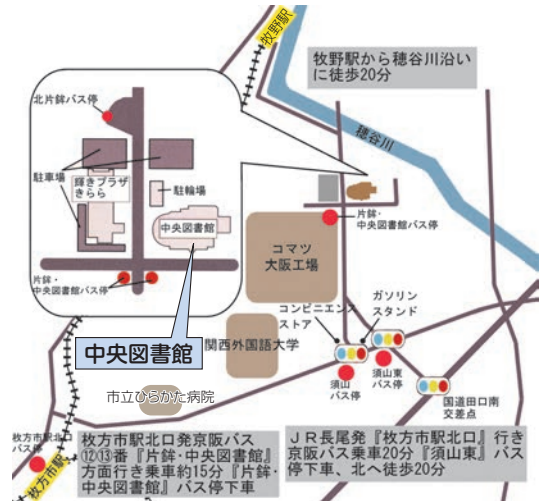 牧野駅
牧野駅から穂谷川沿い
に徒歩20分
穂谷川
北片鉾バス停
駐車場
輝きプラザ
きらら
駐輪場
中央図書館
片鉾・
中央図書館バス停
片鉾・
中央図書館バス停
コマツ
大阪工場
コンビニエンス
ストア
ガソリン
スタンド
中央図書館
関西外国語大学
須山
バス停
須山東
バス停
国道田口南
交差点
市立ひらかた病院
枚方市駅北口
バス停
枚方市駅
枚方市駅北口発京阪バス
⑫⑬番『片鉾・中央図書館』
方面行き乗車約15分『片鉾・
中央図書館』バス停下車
ＪＲ長尾発『枚方市駅北口』行き
京阪バス乗車20分『須山東』バ
ス停下車、北へ徒歩20分